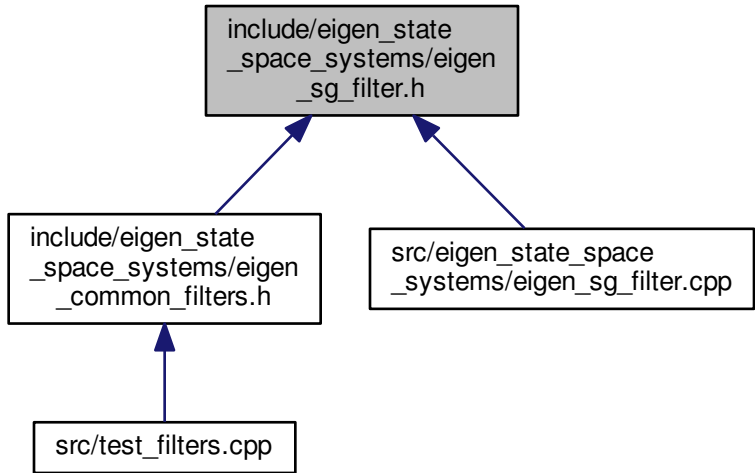 include/eigen_state
_space_systems/eigen
_sg_filter.h
include/eigen_state
_space_systems/eigen
_common_filters.h
src/eigen_state_space
_systems/eigen_sg_filter.cpp
src/test_filters.cpp